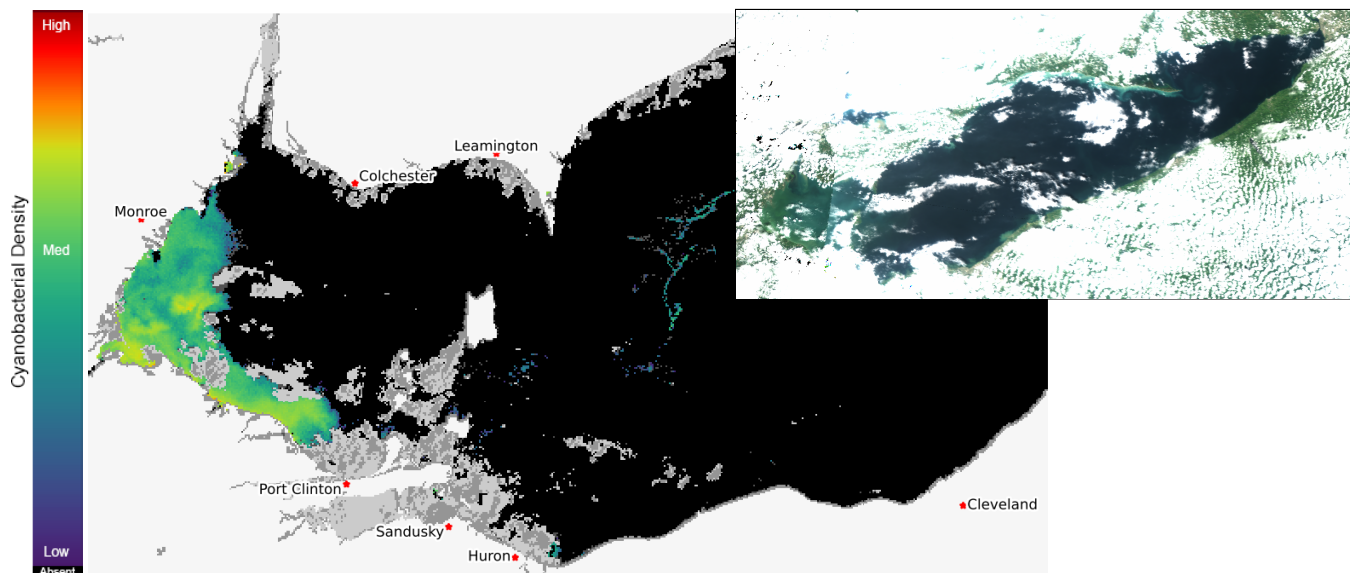 High
Med
Low
Absent
Cyanobacterial Density
Leamington
Colchester
Monroe
Port Clinton
Sandusky
Huron
Cleveland